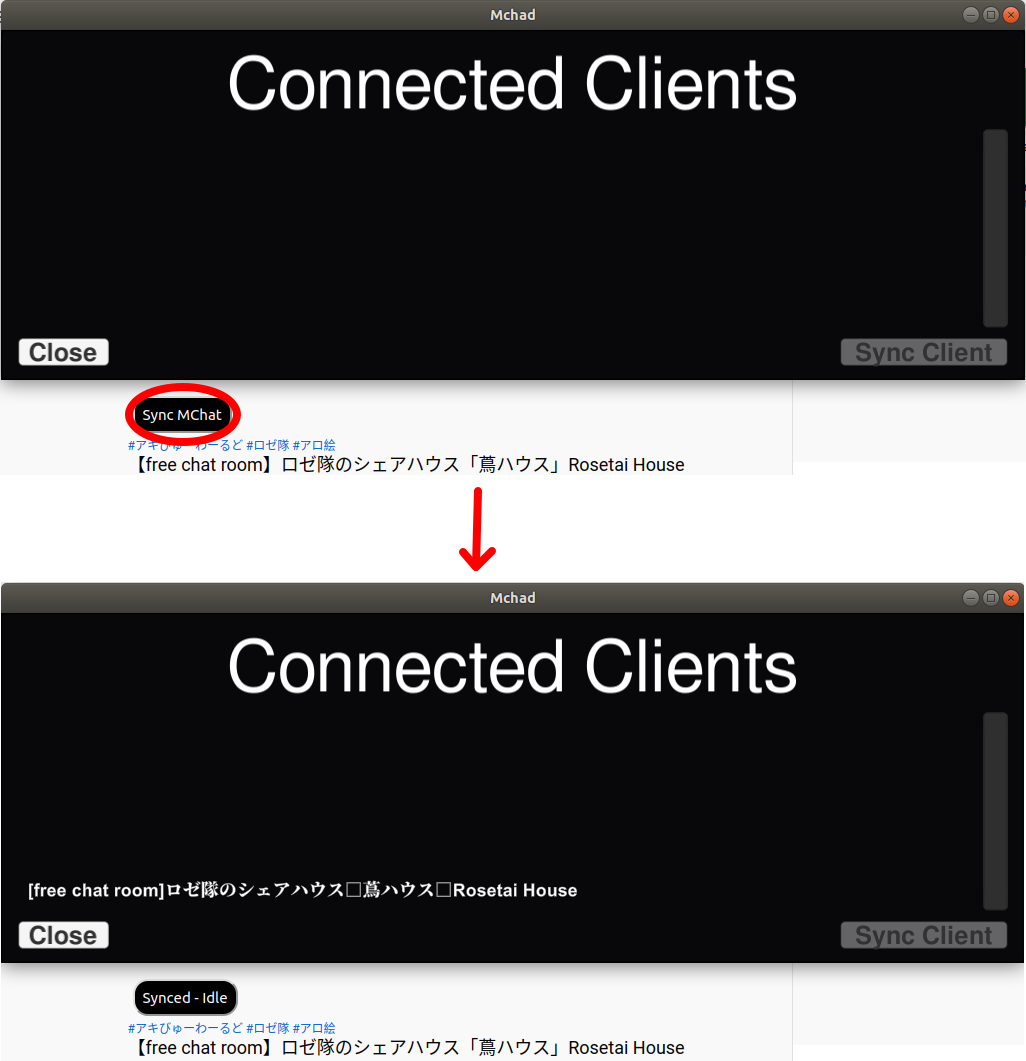 Mchad
Connected Clients
Close
Sync Client
Sync MChat
#アキびゅーわーるど #ロゼ隊 #アロ絵
【free chat room】ロゼ隊のシェアハウス「蔦ハウス」Rosetai House
Mchad
Connected Clients
[free chat room]ロゼ隊のシェアハウス□蔦ハウス□Rosetai House
Close
Sync Client
Synced - Idle
#アキびゅーわーるど #ロゼ隊 #アロ絵
【free chat room】ロゼ隊のシェアハウス「蔦ハウス」Rosetai House